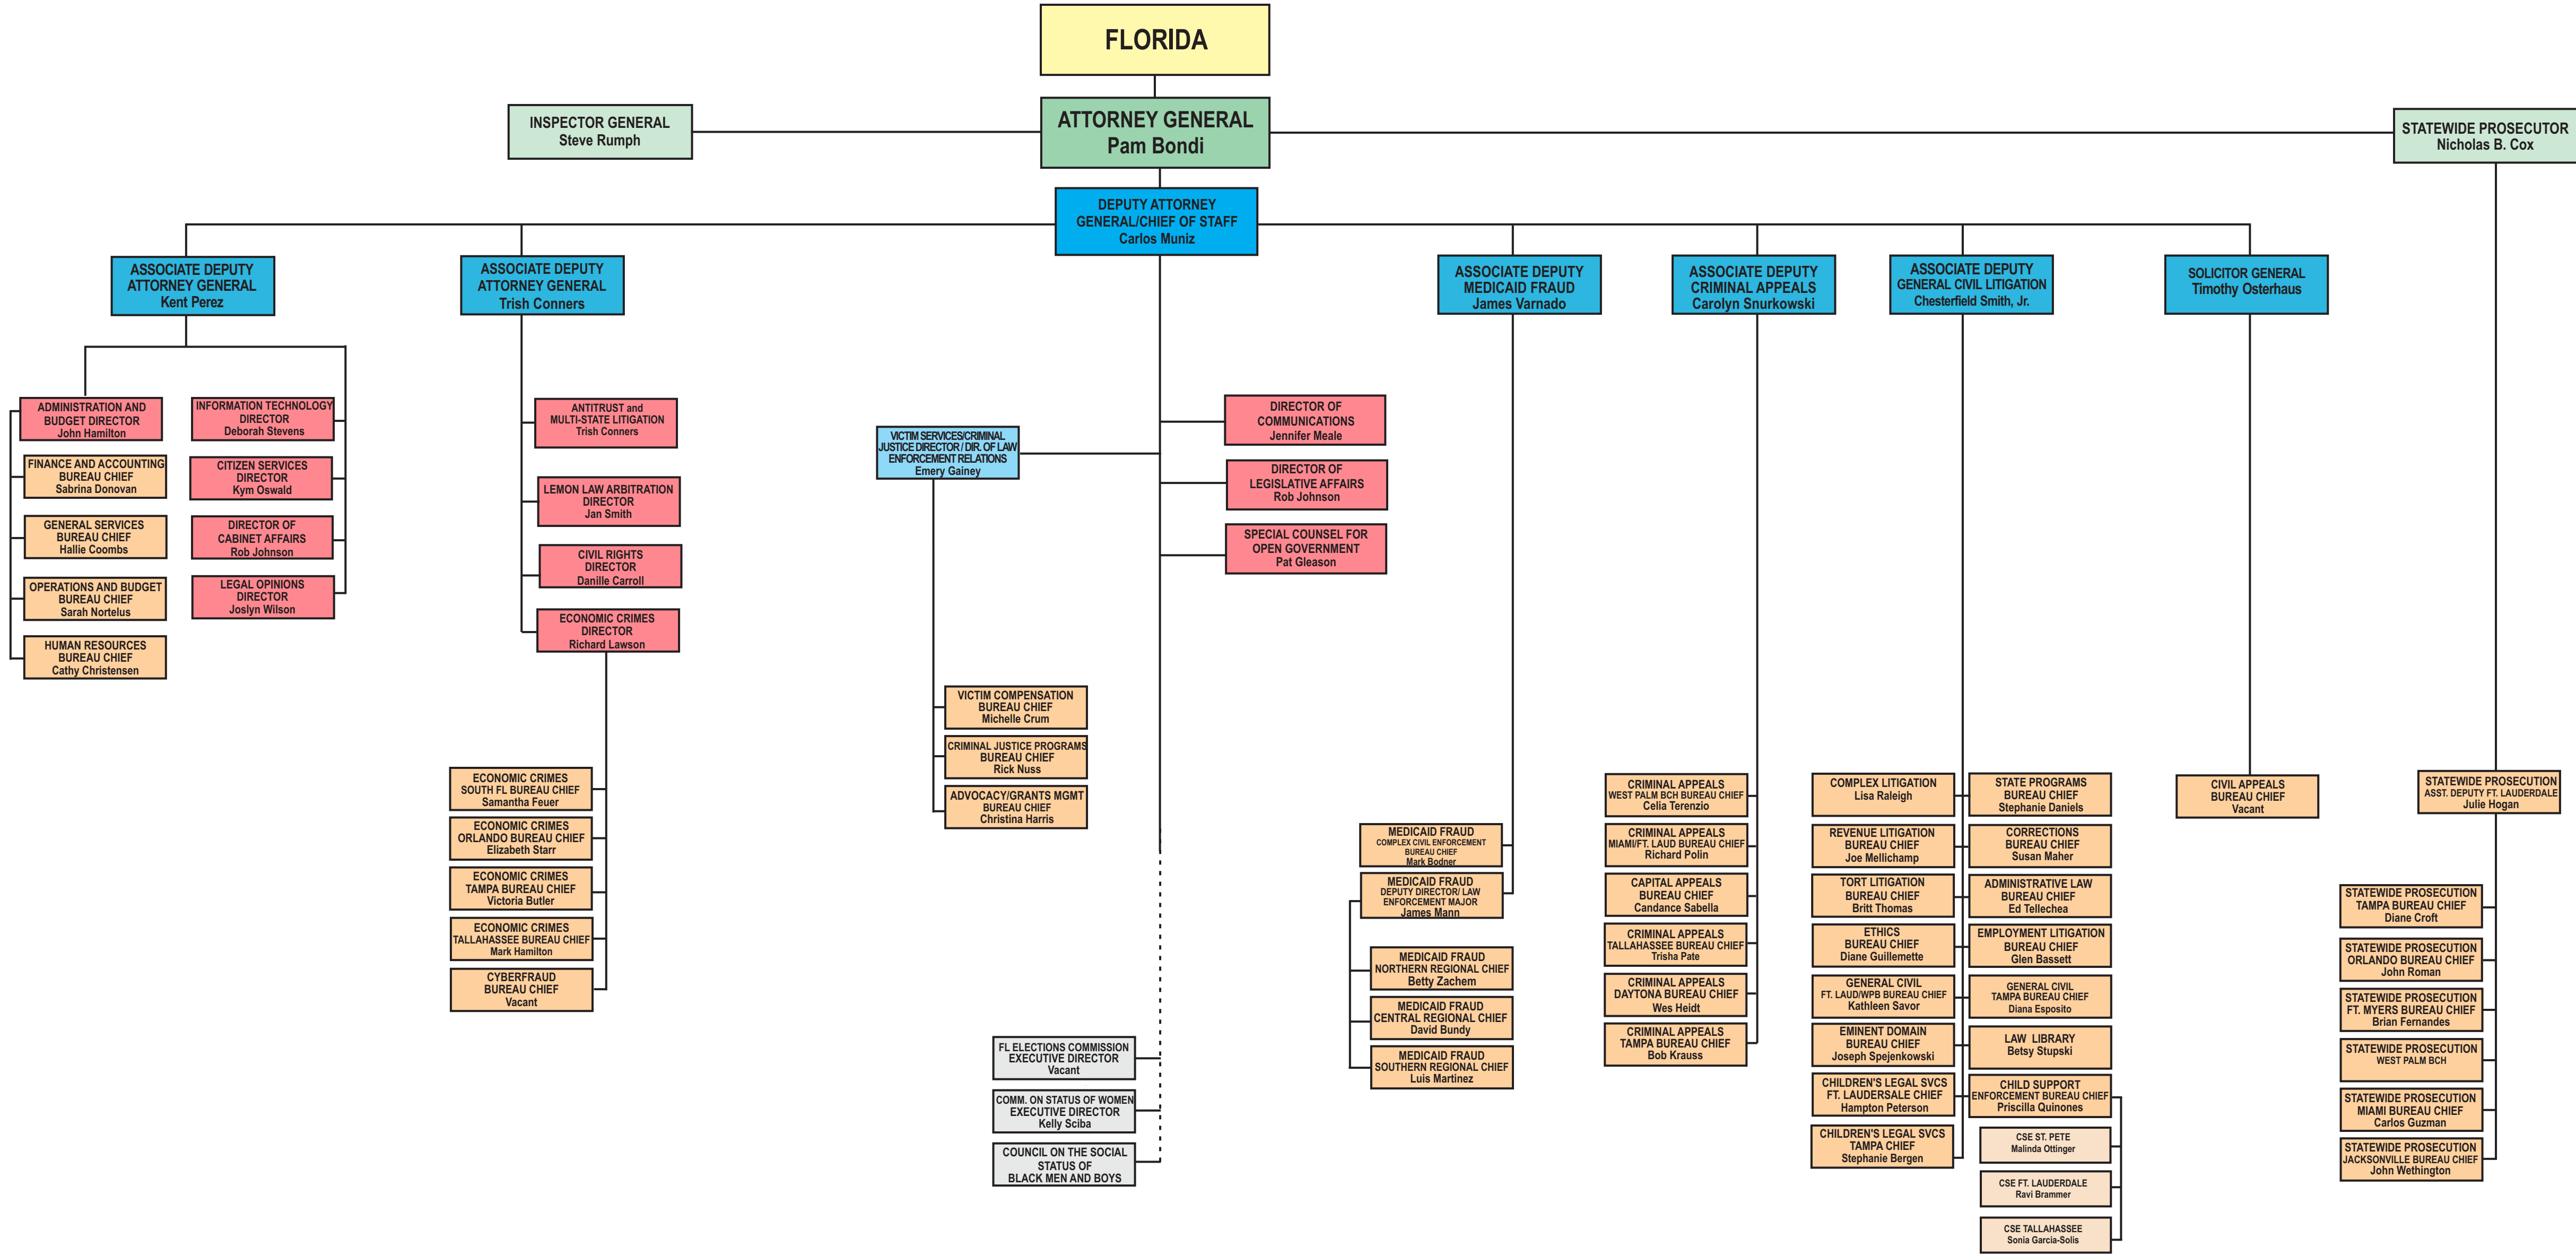 FLORIDA
INSPECTOR GENERAL
Steve Rumph
ATTORNEY GENERAL
Pam Bondi
STATEWIDE PROSECUTOR
Nicholas B. Cox
DEPUTY ATTORNEY
GENERAL/CHIEF OF STAFF
Carlos Muniz
ASSOCIATE DEPUTY
ATTORNEY GENERAL
Kent Perez
ASSOCIATE DEPUTY
ATTORNEY GENERAL
Trish Conners
ASSOCIATE DEPUTY
MEDICAID FRAUD
James Varnado
ASSOCIATE DEPUTY
CRIMINAL APPEALS
Carolyn Snurkowski
ASSOCIATE DEPUTY
GENERAL CIVIL LITIGATION
Chesterfield Smith, Jr.
SOLICITOR GENERAL
Timothy Osterhaus
ADMINISTRATION AND
BUDGET DIRECTOR
John Hamilton
FINANCE AND ACCOUNTING
BUREAU CHIEF
Sabrina Donovan
GENERAL SERVICES
BUREAU CHIEF
Hallie Coombs
OPERATIONS AND BUDGET
BUREAU CHIEF
Sarah Nortelus
HUMAN RESOURCES
BUREAU CHIEF
Cathy Christensen
INFORMATION TECHNOLOGY
DIRECTOR
Deborah Stevens
CITIZEN SERVICES
DIRECTOR
Kym Oswald
DIRECTOR OF
CABINET AFFAIRS
Rob Johnson
LEGAL OPINIONS
DIRECTOR
Joslyn Wilson
ANTITRUST and
MULTI-STATE LITIGATION
Trish Conners
LEMON LAW ARBITRATION
DIRECTOR
Jan Smith
CIVIL RIGHTS
DIRECTOR
Danille Carroll
ECONOMIC CRIMES
DIRECTOR
Richard Lawson
ECONOMIC CRIMES
SOUTH FL BUREAU CHIEF
Samantha Feuer
ECONOMIC CRIMES
ORLANDO BUREAU CHIEF
Elizabeth Starr
ECONOMIC CRIMES
TAMPA BUREAU CHIEF
Victoria Butler
ECONOMIC CRIMES
TALLAHASSEE BUREAU CHIEF
Mark Hamilton
CYBERFRAUD
BUREAU CHIEF
Vacant
VICTIM SERVICES/CRIMINAL
JUSTICE DIRECTOR / DIR. OF LAW
ENFORCEMENT RELATIONS
Emery Gainey
VICTIM COMPENSATION
BUREAU CHIEF
Michelle Crum
CRIMINAL JUSTICE PROGRAMS
BUREAU CHIEF
Rick Nuss
ADVOCACY/GRANTS MGMT
BUREAU CHIEF
Christina Harris
DIRECTOR OF
COMMUNICATIONS
Jennifer Meale
DIRECTOR OF
LEGISLATIVE AFFAIRS
Rob Johnson
SPECIAL COUNSEL FOR
OPEN GOVERNMENT
Pat Gleason
FL ELECTIONS COMMISSION
EXECUTIVE DIRECTOR
Vacant
COMM. ON STATUS OF WOMEN
EXECUTIVE DIRECTOR
Kelly Sciba
COUNCIL ON THE SOCIAL
STATUS OF
BLACK MEN AND BOYS
MEDICAID FRAUD
COMPLEX CIVIL ENFORCEMENT
BUREAU CHIEF
Mark Bodner
MEDICAID FRAUD
DEPUTY DIRECTOR/ LAW
ENFORCEMENT MAJOR
James Mann
MEDICAID FRAUD
NORTHERN REGIONAL CHIEF
Betty Zachem
MEDICAID FRAUD
CENTRAL REGIONAL CHIEF
David Bundy
MEDICAID FRAUD
SOUTHERN REGIONAL CHIEF
Luis Martinez
CRIMINAL APPEALS
WEST PALM BCH BUREAU CHIEF
Celia Terenzio
CRIMINAL APPEALS
MIAMI/FT. LAUD BUREAU CHIEF
Richard Polin
CAPITAL APPEALS
BUREAU CHIEF
Candance Sabella
CRIMINAL APPEALS
TALLAHASSEE BUREAU CHIEF
Trisha Pate
CRIMINAL APPEALS
DAYTONA BUREAU CHIEF
Wes Heidt
CRIMINAL APPEALS
TAMPA BUREAU CHIEF
Bob Krauss
COMPLEX LITIGATION
Lisa Raleigh
REVENUE LITIGATION
BUREAU CHIEF
Joe Mellichamp
TORT LITIGATION
BUREAU CHIEF
Britt Thomas
ETHICS
BUREAU CHIEF
Diane Guillemette
GENERAL CIVIL
FT. LAUD/WPB BUREAU CHIEF
Kathleen Savor
EMINENT DOMAIN
BUREAU CHIEF
Joseph Spejenkowski
CHILDREN'S LEGAL SVCS
FT. LAUDERSALE CHIEF
Hampton Peterson
CHILDREN'S LEGAL SVCS
TAMPA CHIEF
Stephanie Bergen
STATE PROGRAMS
BUREAU CHIEF
Stephanie Daniels
CORRECTIONS
BUREAU CHIEF
Susan Maher
ADMINISTRATIVE LAW
BUREAU CHIEF
Ed Tellechea
EMPLOYMENT LITIGATION
BUREAU CHIEF
Glen Bassett
GENERAL CIVIL
TAMPA BUREAU CHIEF
Diana Esposito
LAW LIBRARY
Betsy Stupski
CHILD SUPPORT
ENFORCEMENT BUREAU CHIEF
Priscilla Quinones
CSE ST. PETE
Malinda Ottinger
CSE FT. LAUDERDALE
Ravi Brammer
CSE TALLAHASSEE
Sonia Garcia-Solis
CIVIL APPEALS
BUREAU CHIEF
Vacant
STATEWIDE PROSECUTION
ASST. DEPUTY FT. LAUDERDALE
Julie Hogan
STATEWIDE PROSECUTION
TAMPA BUREAU CHIEF
Diane Croft
STATEWIDE PROSECUTION
ORLANDO BUREAU CHIEF
John Roman
STATEWIDE PROSECUTION
FT. MYERS BUREAU CHIEF
Brian Fernandes
STATEWIDE PROSECUTION
WEST PALM BCH
STATEWIDE PROSECUTION
MIAMI BUREAU CHIEF
Carlos Guzman
STATEWIDE PROSECUTION
JACKSONVILLE BUREAU CHIEF
John Wethington